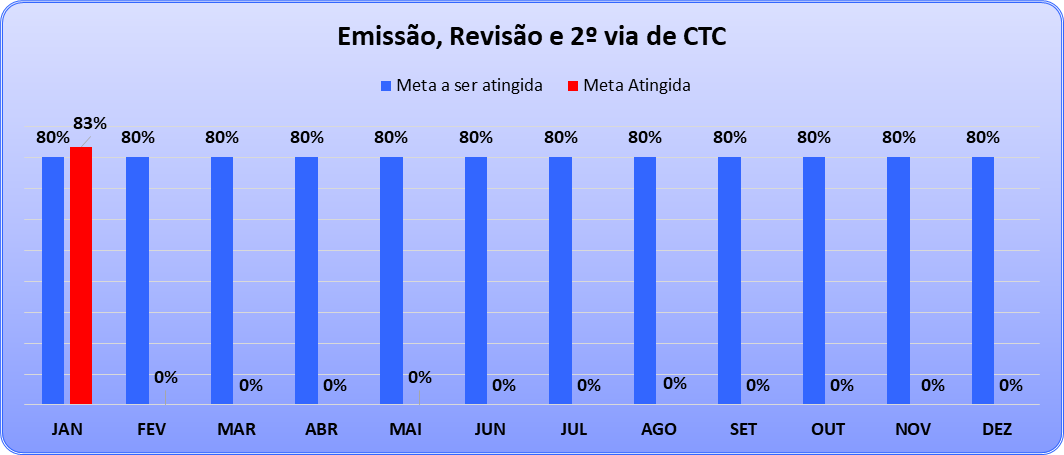 Emissão, Revisão e 2º via de CTC
Meta a ser atingida Meta Atingida
80% 83% 80% 80% 80% 80% 80% 80% 80% 80% 80% 80% 80%
0% 0% 0% 0% 0% 0% 0% 0% 0% 0% 0%
JAN FEV MAR ABR MAI JUN JUL AGO SET OUT NOV DEZ